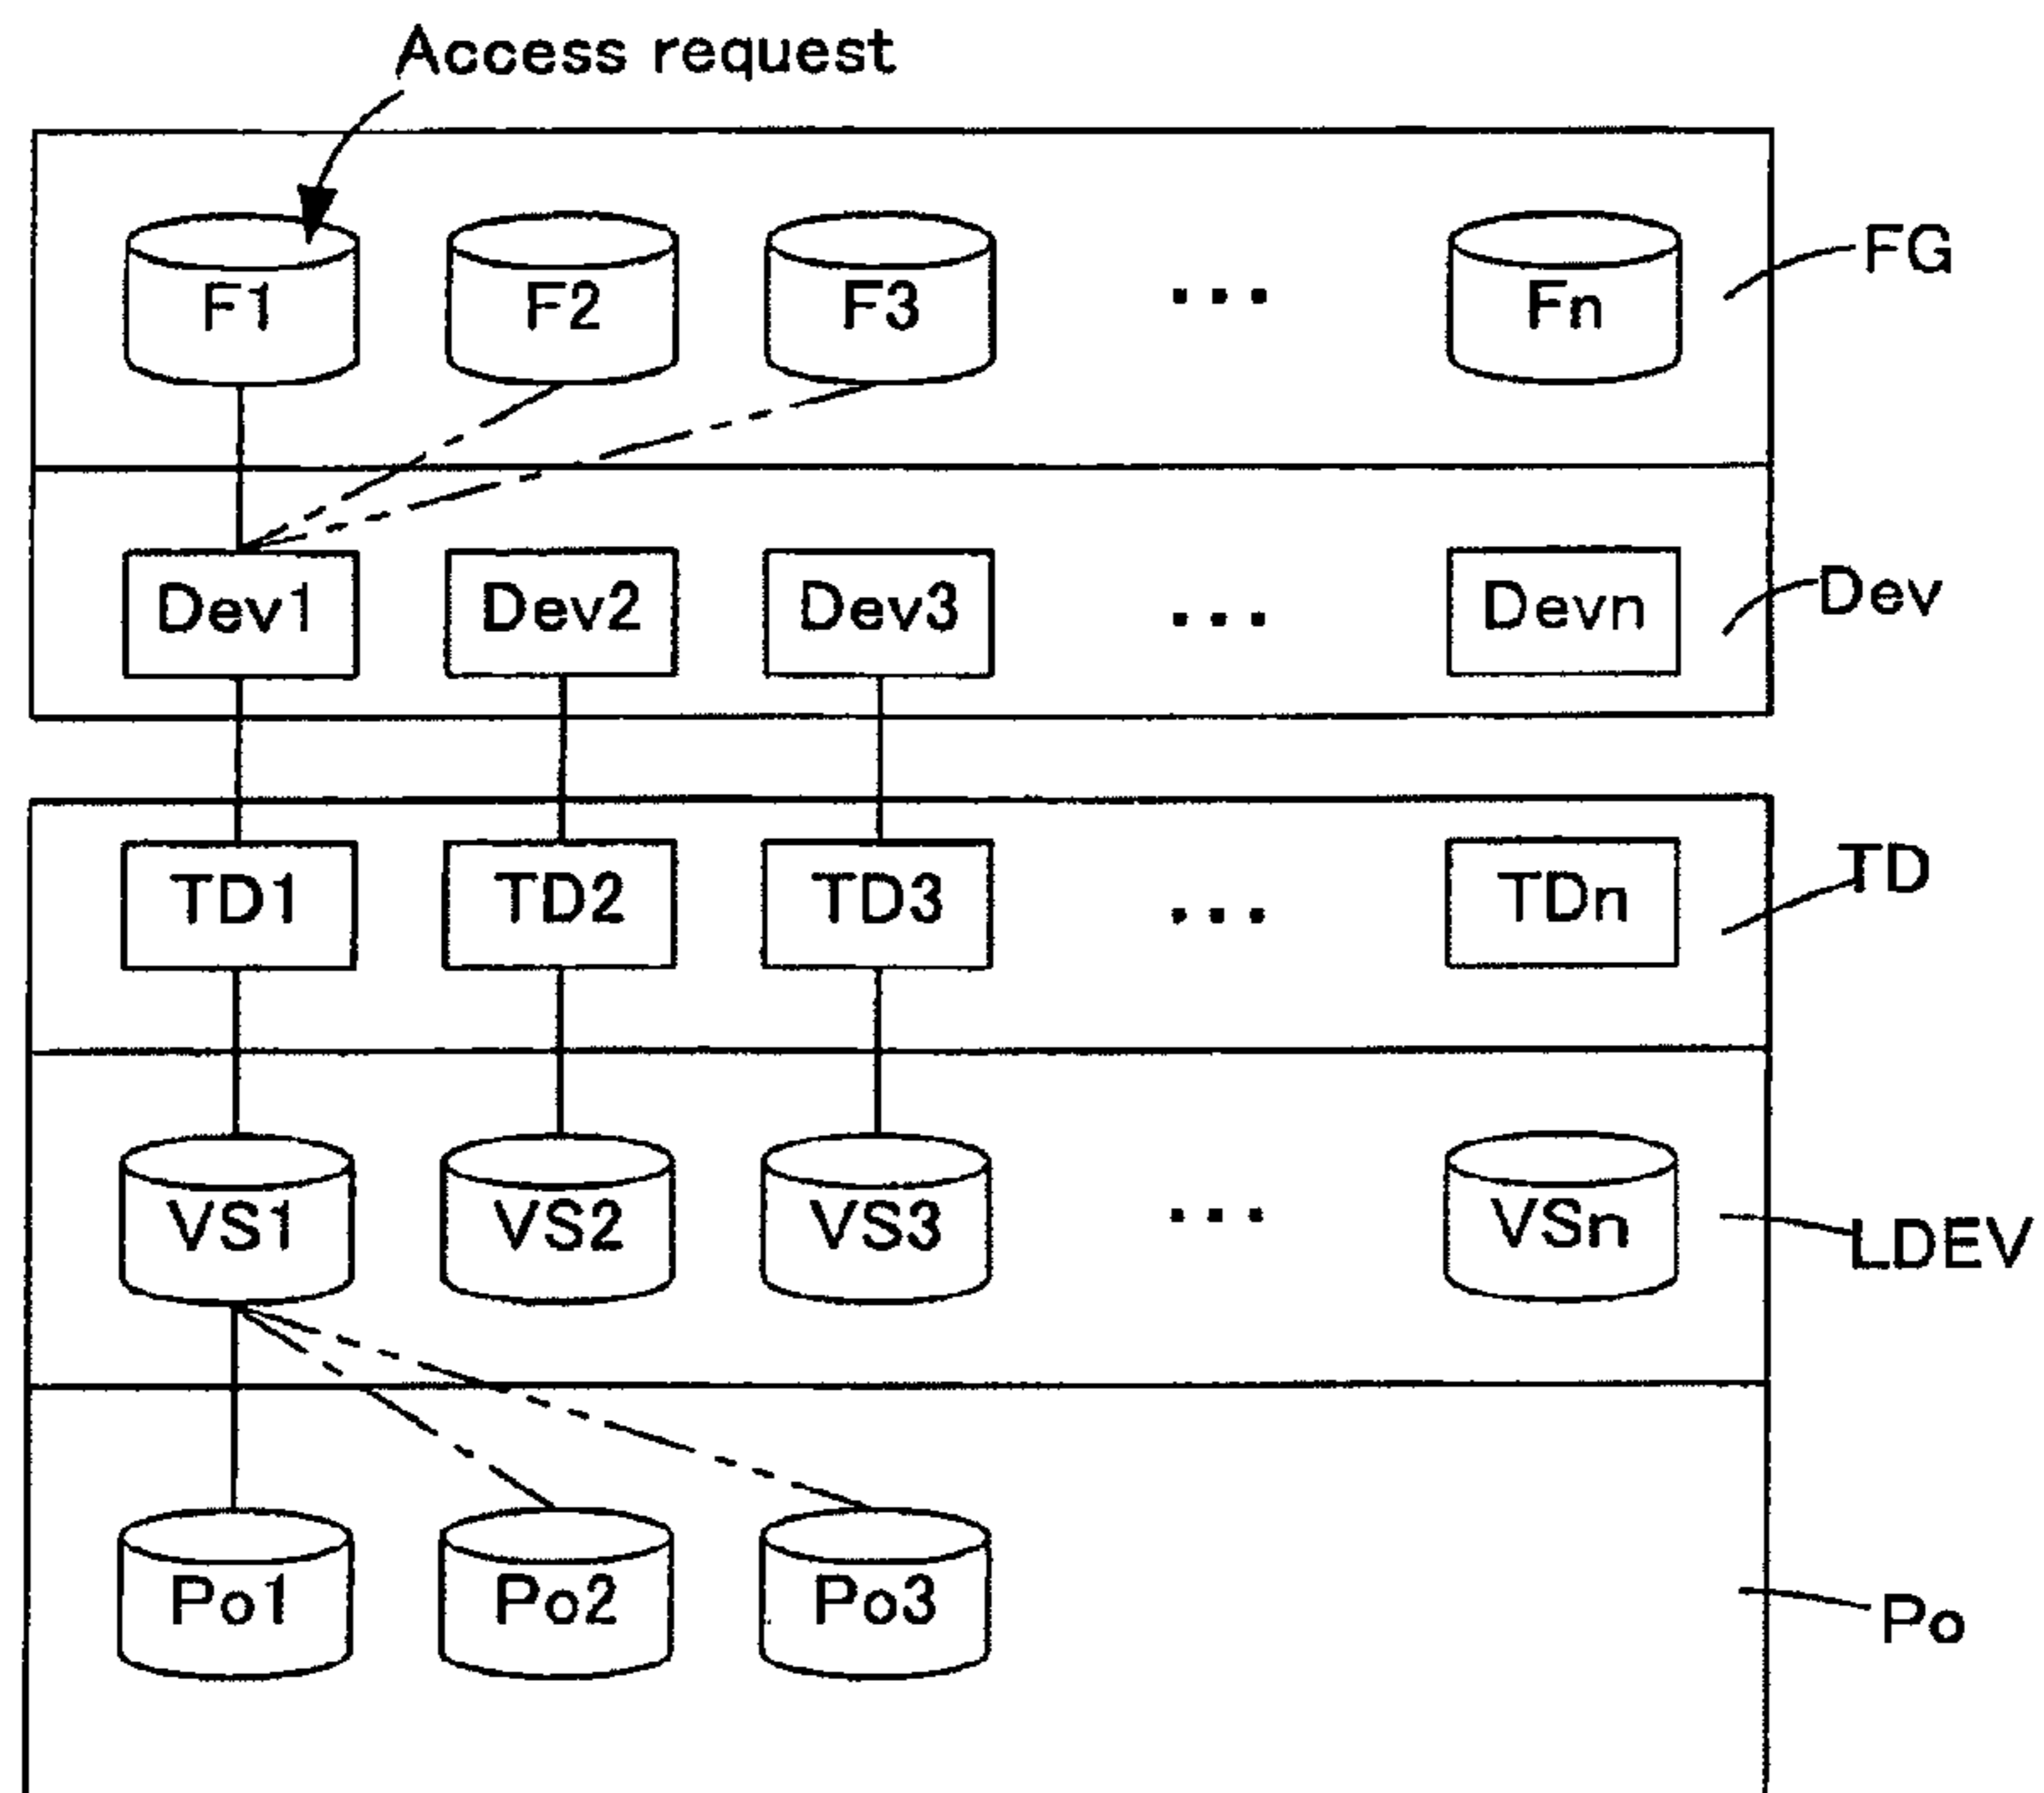 Access request
F1 F2 F3 ... Fn FG
Dev1 Dev2 Dev3 ... Devn Dev
TD1 TD2 TD3 ... TDn TD
VS1 VS2 VS3 ... VSn LDEV
Po1 Po2 Po3 Po